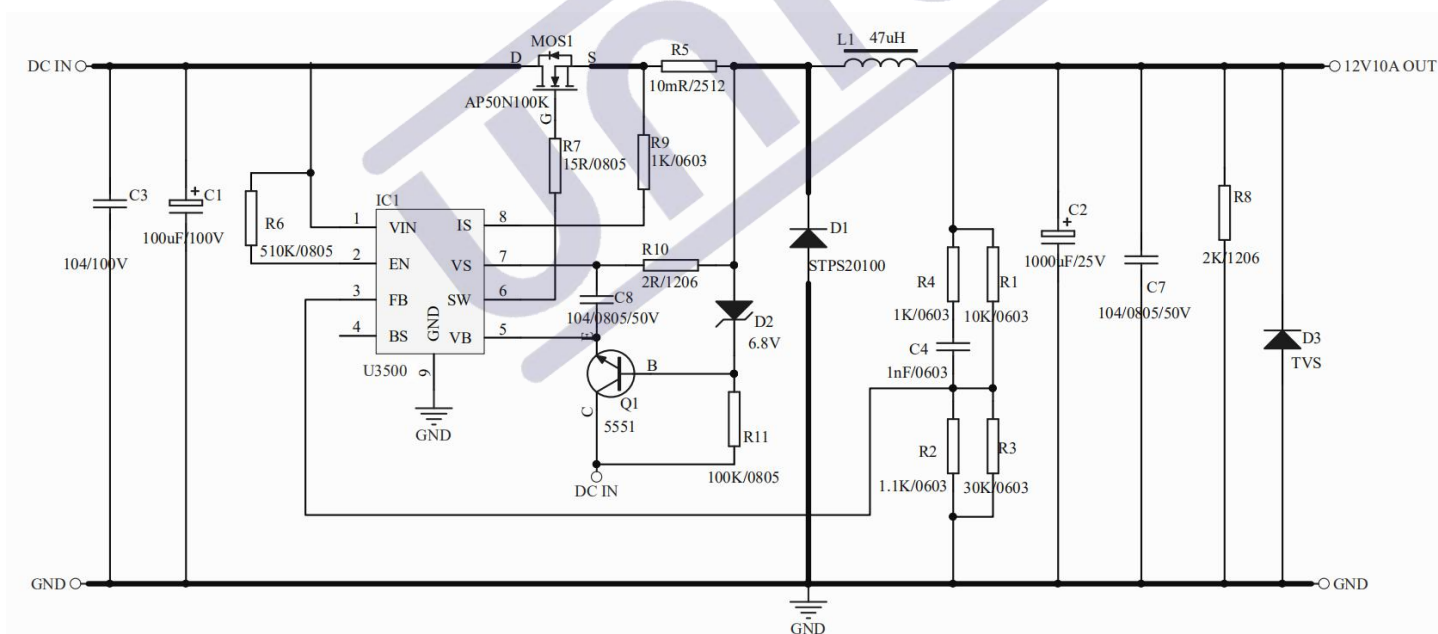 uni
MOS1
D
S
AP50N100K
G
R5
10mR/2512
L1
47uH
DC IN
12V10A OUT
R7
15R/0805
R9
1K/0603
C3
104/100V
C1
+
100uF/100V
R6
510K/0805
IC1
1
VIN
IS
8
2
EN
VS
7
3
FB
SW
6
4
BS
VB
5
GND
U3500
9
GND
R10
2R/1206
C8
104/0805/50V
E
D2
6.8V
B
C
Q1
5551
R11
100K/0805
DC IN
D1
STPS20100
R4
1K/0603
R1
10K/0603
C4
1nF/0603
R2
1.1K/0603
R3
30K/0603
C2
+
1000uF/25V
C7
104/0805/50V
R8
2K/1206
D3
TVS
GND
GND
GND